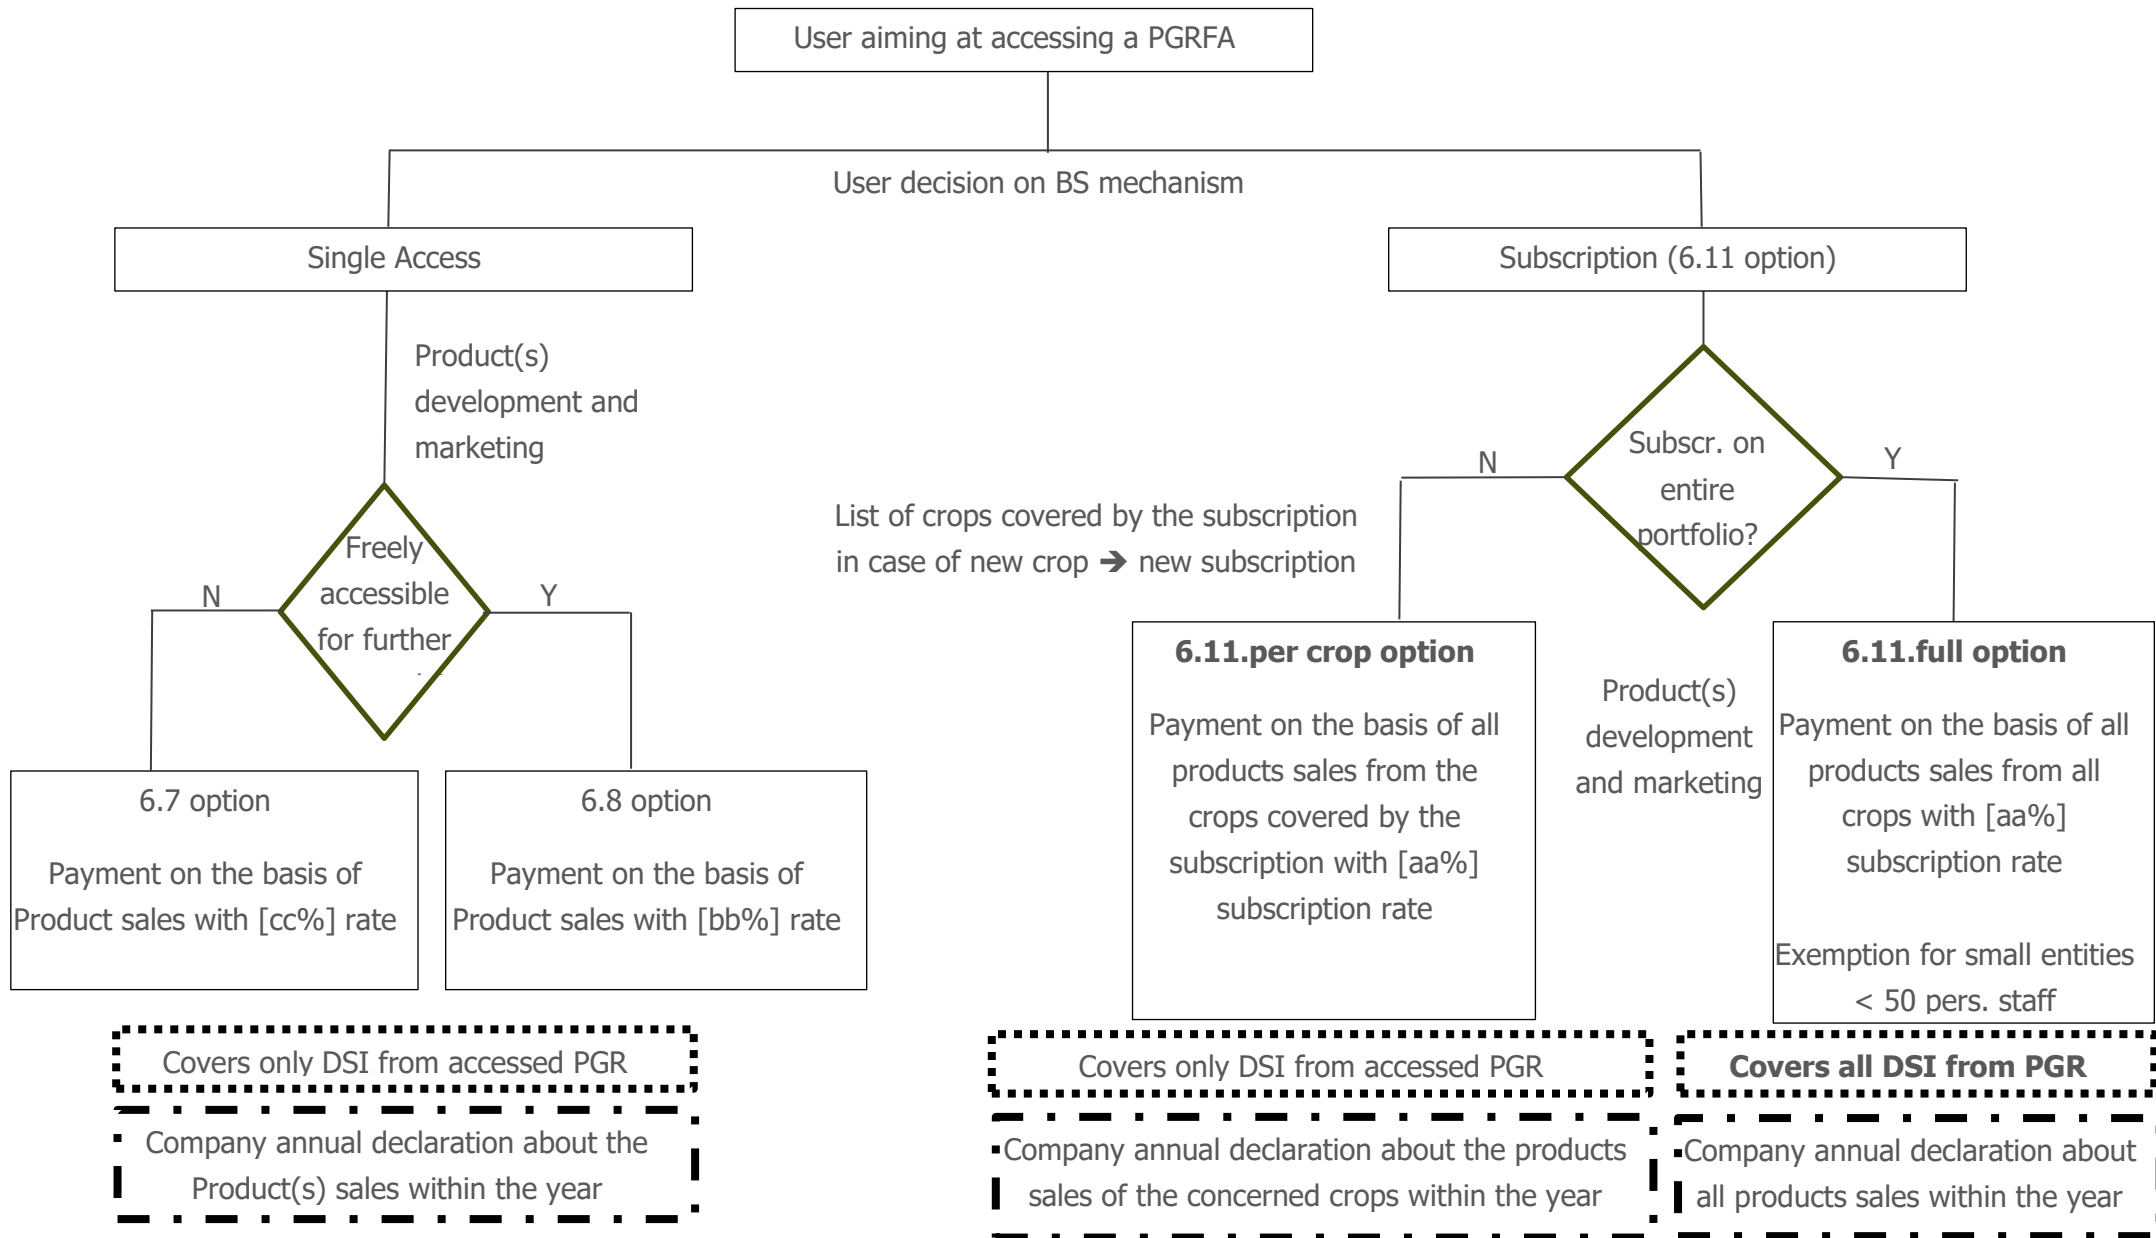 User aiming at accessing a PGRFA
User decision on BS mechanism
Single Access
Product(s)
development and
marketing
Freely
accessible
for further
N
Y
6.7 option
Payment on the basis of
Product sales with [cc%] rate
6.8 option
Payment on the basis of
Product sales with [bb%] rate
Covers only DSI from accessed PGR
Company annual declaration about the
Product(s) sales within the year
Subscription (6.11 option)
Subscr. on
entire
portfolio?
N
Y
List of crops covered by the subscription
in case of new crop ➔ new subscription
6.11.per crop option
Payment on the basis of all
products sales from the
crops covered by the
subscription with [aa%]
subscription rate
Product(s)
development
and marketing
6.11.full option
Payment on the basis of all
products sales from all
crops with [aa%]
subscription rate
Exemption for small entities
< 50 pers. staff
Covers only DSI from accessed PGR
Company annual declaration about the products
sales of the concerned crops within the year
Covers all DSI from PGR
Company annual declaration about
all products sales within the year